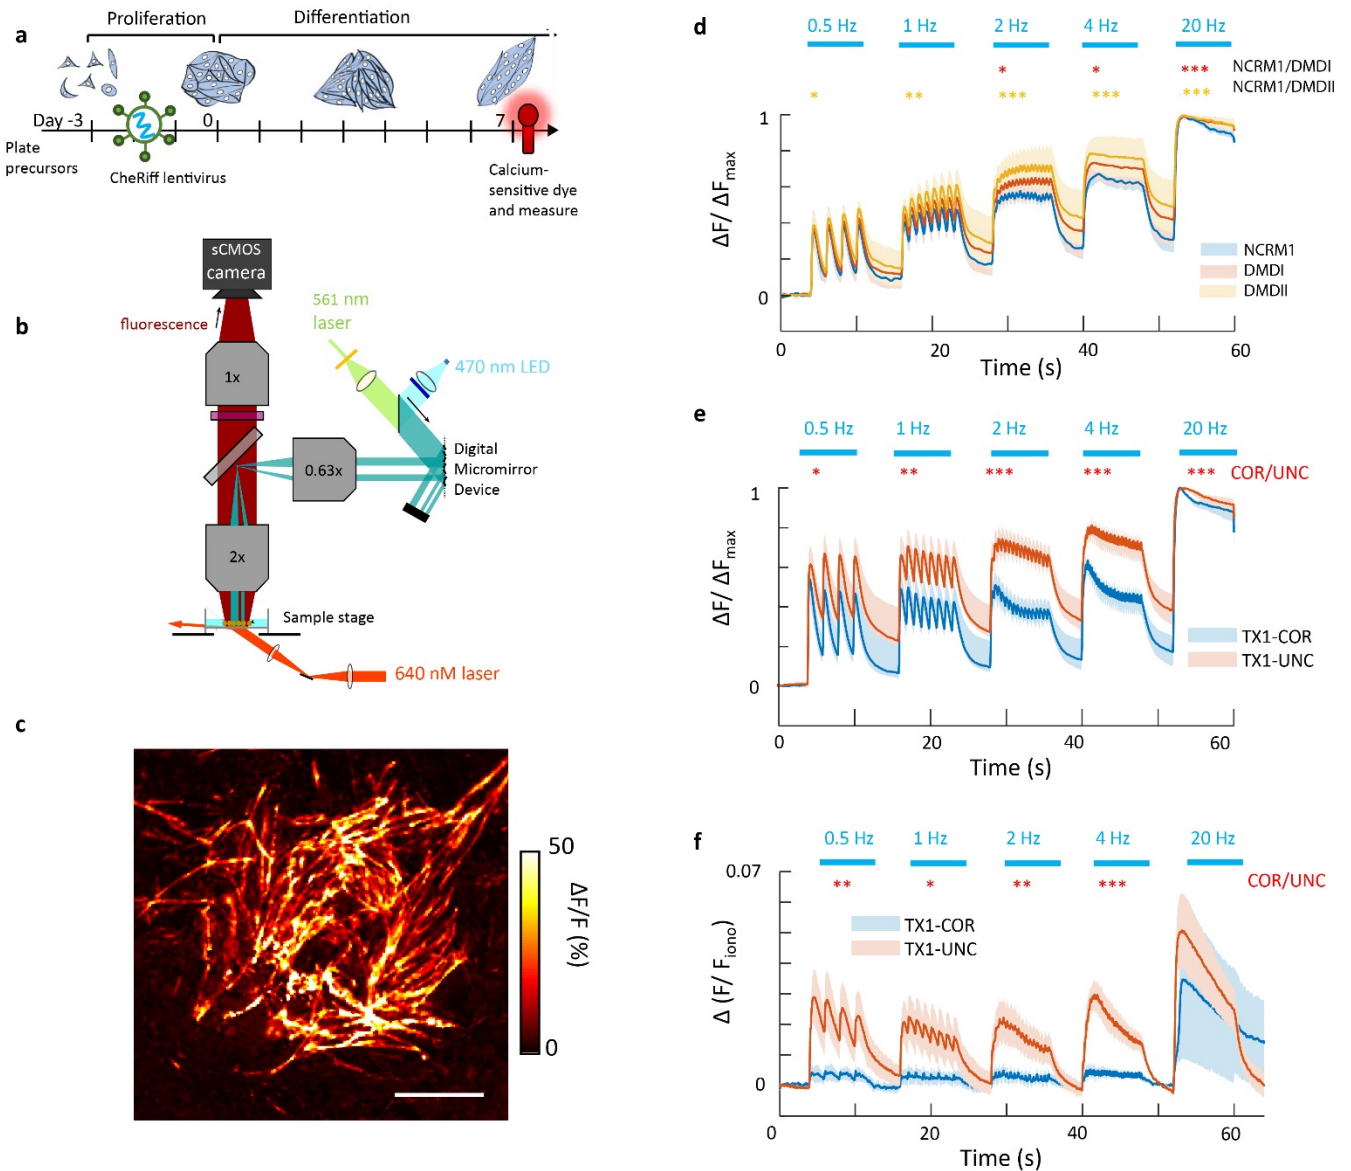 a
Proliferation
Differentiation
Day -3
0
7
Plate
precursors
CheRiff lentivirus
Calcium-
sensitive dye
and measure
b
sCMOS
camera
fluorescence
561 nm
laser
470 nm LED
1x
0.63x
Digital
Micromirror
Device
2x
Sample stage
640 nM laser
c
50
ΔF/F (%)
0
d
0.5 Hz
1 Hz
2 Hz
4 Hz
20 Hz
* * *** NCRM1/DMDI
* ** *** *** *** NCRM1/DMDII
1
ΔF/ ΔFmax
0
NCRM1
DMDI
DMDII
0
20
40
60
Time (s)
e
0.5 Hz
1 Hz
2 Hz
4 Hz
20 Hz
* ** *** *** *** COR/UNC
1
ΔF/ ΔFmax
0
TX1-COR
TX1-UNC
0
20
40
60
Time (s)
f
0.5 Hz
1 Hz
2 Hz
4 Hz
20 Hz
0.07
** * ** *** COR/UNC
TX1-COR
TX1-UNC
Δ (F/ Fiono)
0
0
20
40
60
Time (s)